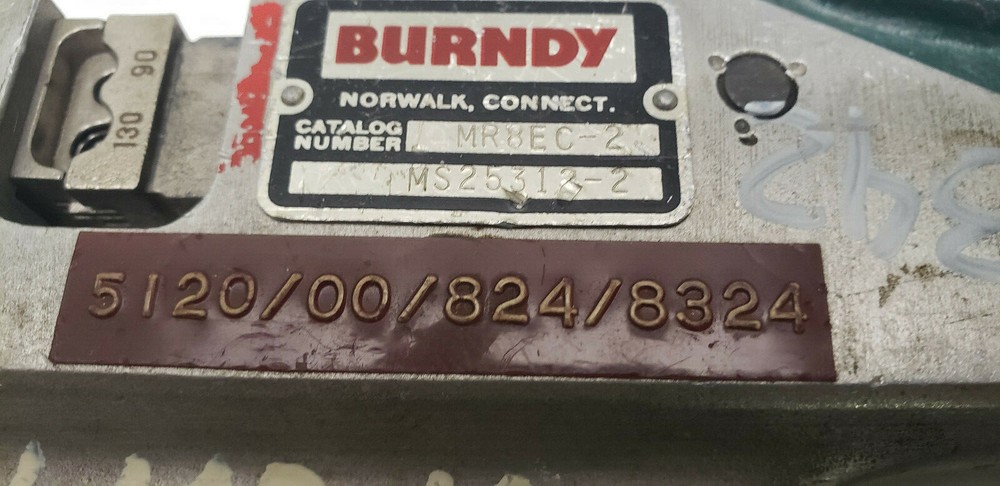 90
130
BURNDY
NORWALK, CONNECT.
CATALOG NUMBER MR8EC-2
MS25312-2
5120/00/824/8324